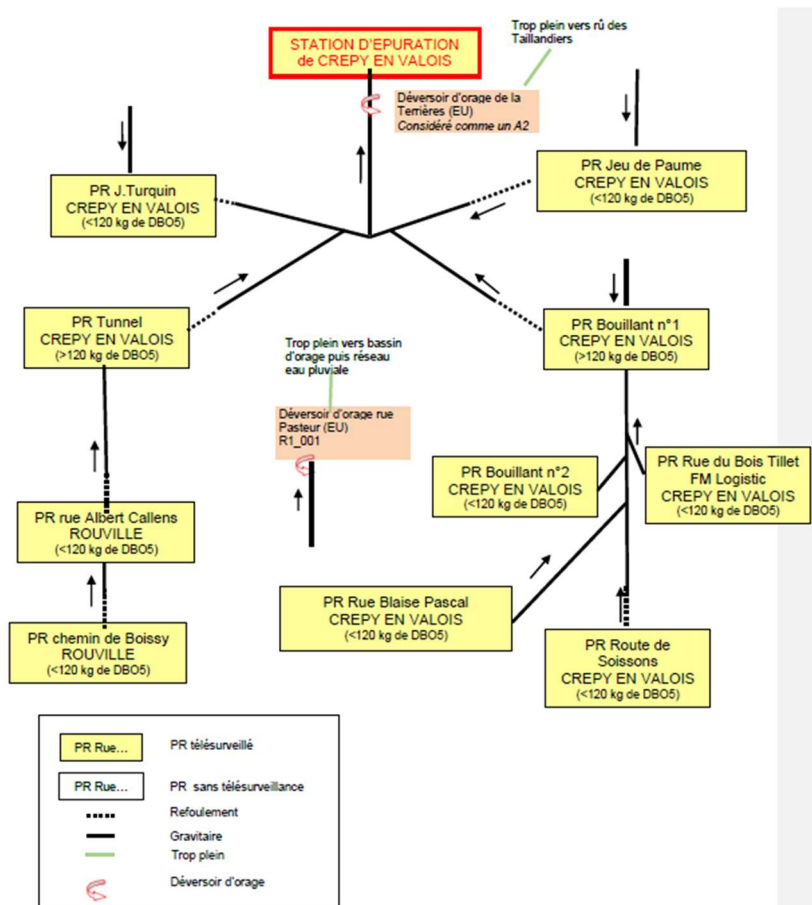 Trop plein vers rû des
Taillandiers
STATION D'EPURATION
de CREPY EN VALOIS
Déversoir d'orage de la
Terrières (EU)
Considéré comme un A2
PR J.Turquin
CREPY EN VALOIS
(<120 kg de DBO5)
PR Jeu de Paume
CREPY EN VALOIS
(<120 kg de DBO5)
PR Tunnel
CREPY EN VALOIS
(>120 kg de DBO5)
Trop plein vers bassin
d'orage puis réseau
eau pluviale
PR Bouillant n°1
CREPY EN VALOIS
(>120 kg de DBO5)
Déversoir d'orage rue
Pasteur (EU)
R1_001
PR Bouillant n°2
CREPY EN VALOIS
(<120 kg de DBO5)
PR Rue du Bois Tillet
FM Logistic
CREPY EN VALOIS
(<120 kg de DBO5)
PR rue Albert Callens
ROUVILLE
(<120 kg de DBO5)
PR Rue Blaise Pascal
CREPY EN VALOIS
(<120 kg de DBO5)
PR chemin de Boissy
ROUVILLE
(<120 kg de DBO5)
PR Route de
Soissons
CREPY EN VALOIS
(<120 kg de DBO5)
PR Rue... PR télésurveillé
PR Rue... PR sans télésurveillance
Refoulement
Gravitaire
Trop plein
Déversoir d'orage